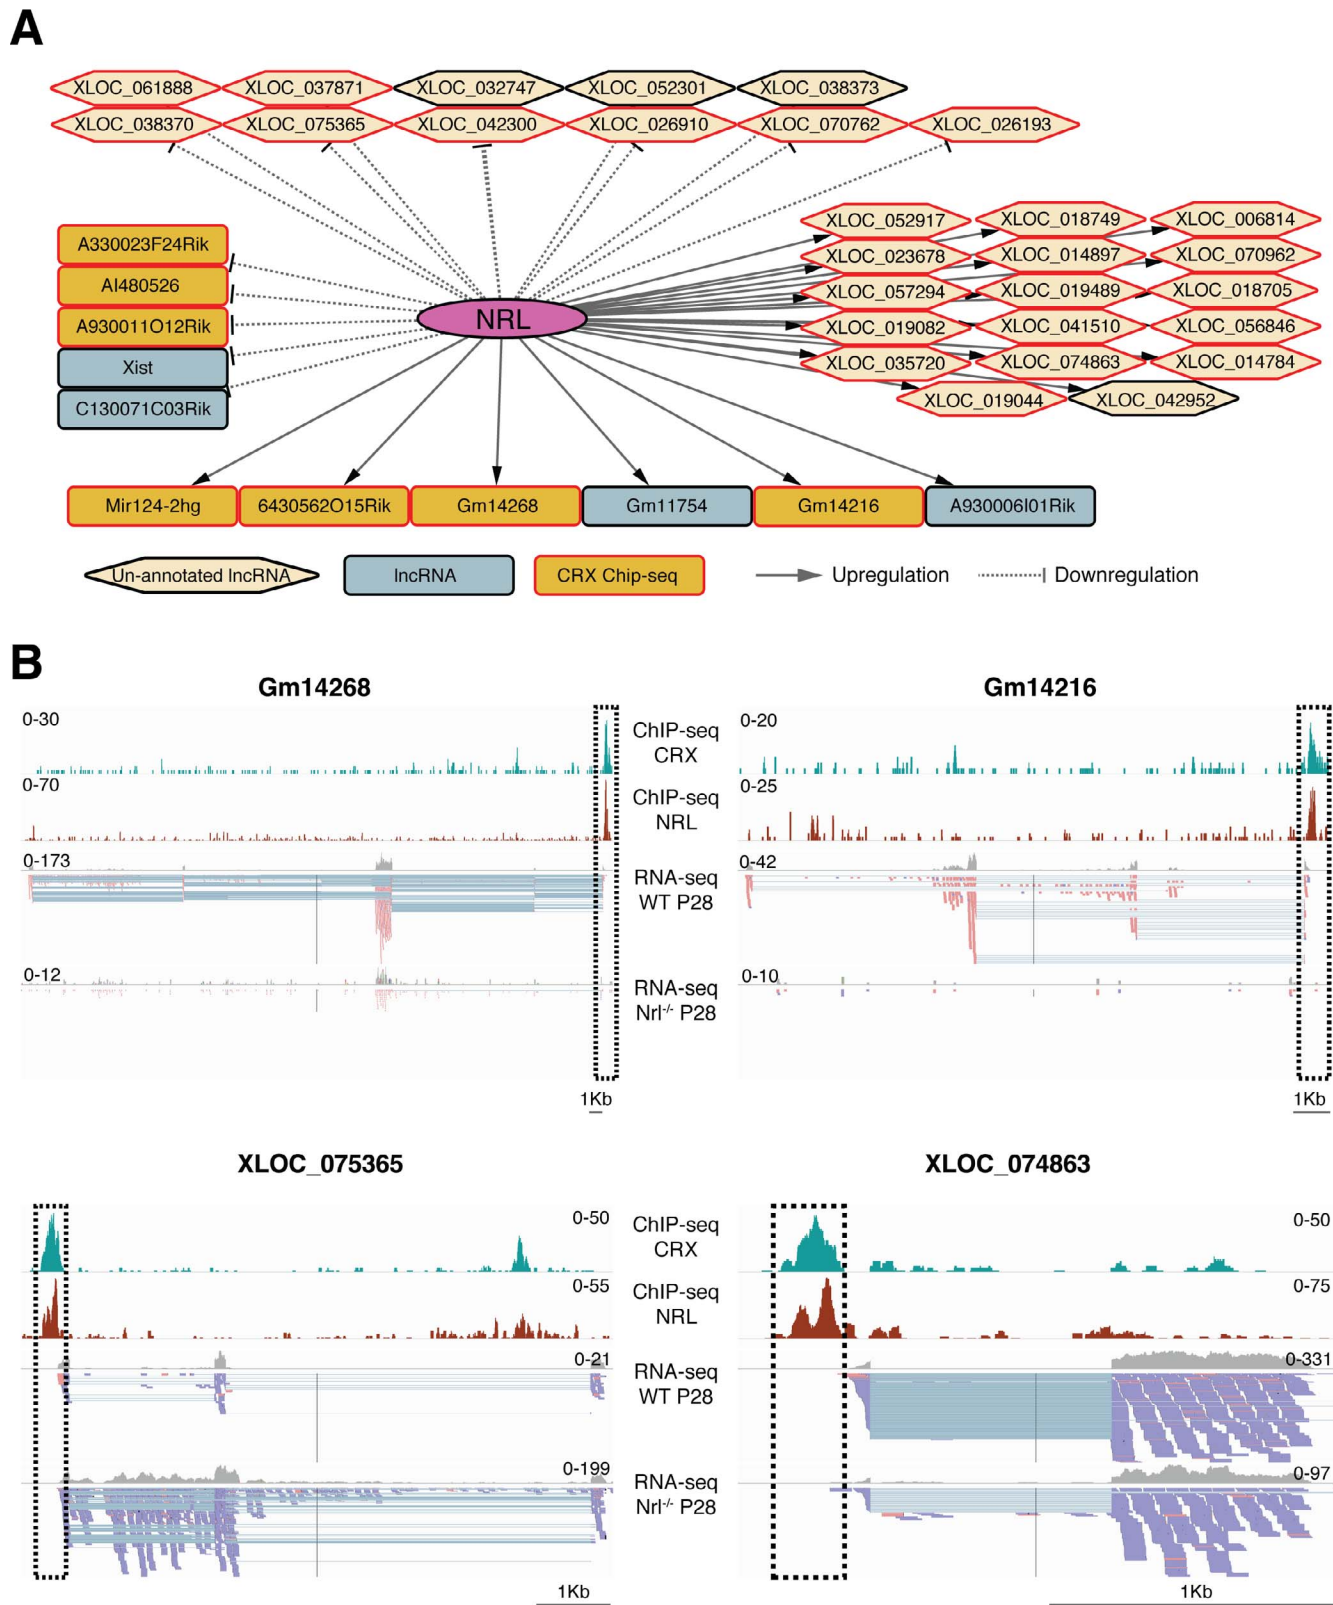 A
XLOC_061888 XLOC_037871 XLOC_032747 XLOC_052301 XLOC_038373
XLOC_038370 XLOC_075365 XLOC_042300 XLOC_026910 XLOC_070762 XLOC_026193
XLOC_052917 XLOC_018749 XLOC_006814
XLOC_023678 XLOC_014897 XLOC_070962
XLOC_057294 XLOC_019489 XLOC_018705
XLOC_019082 XLOC_041510 XLOC_056846
XLOC_035720 XLOC_074863 XLOC_014784
XLOC_019044 XLOC_042952
A330023F24Rik
AI480526
A930011O12Rik
Xist
C130071C03Rik
NRL
Mir124-2hg 6430562O15Rik Gm14268 Gm11754 Gm14216 A930006I01Rik
Un-annotated lncRNA lncRNA CRX Chip-seq Upregulation Downregulation
B
Gm14268
0-30
0-70
0-173
0-12
1Kb
ChIP-seq
CRX
ChIP-seq
NRL
RNA-seq
WT P28
RNA-seq
Nrl-/- P28
Gm14216
0-20
0-25
0-42
0-10
1Kb
XLOC_075365
0-50
0-55
0-21
0-199
1Kb
ChIP-seq
CRX
ChIP-seq
NRL
RNA-seq
WT P28
RNA-seq
Nrl-/- P28
XLOC_074863
0-50
0-75
0-331
0-97
1Kb